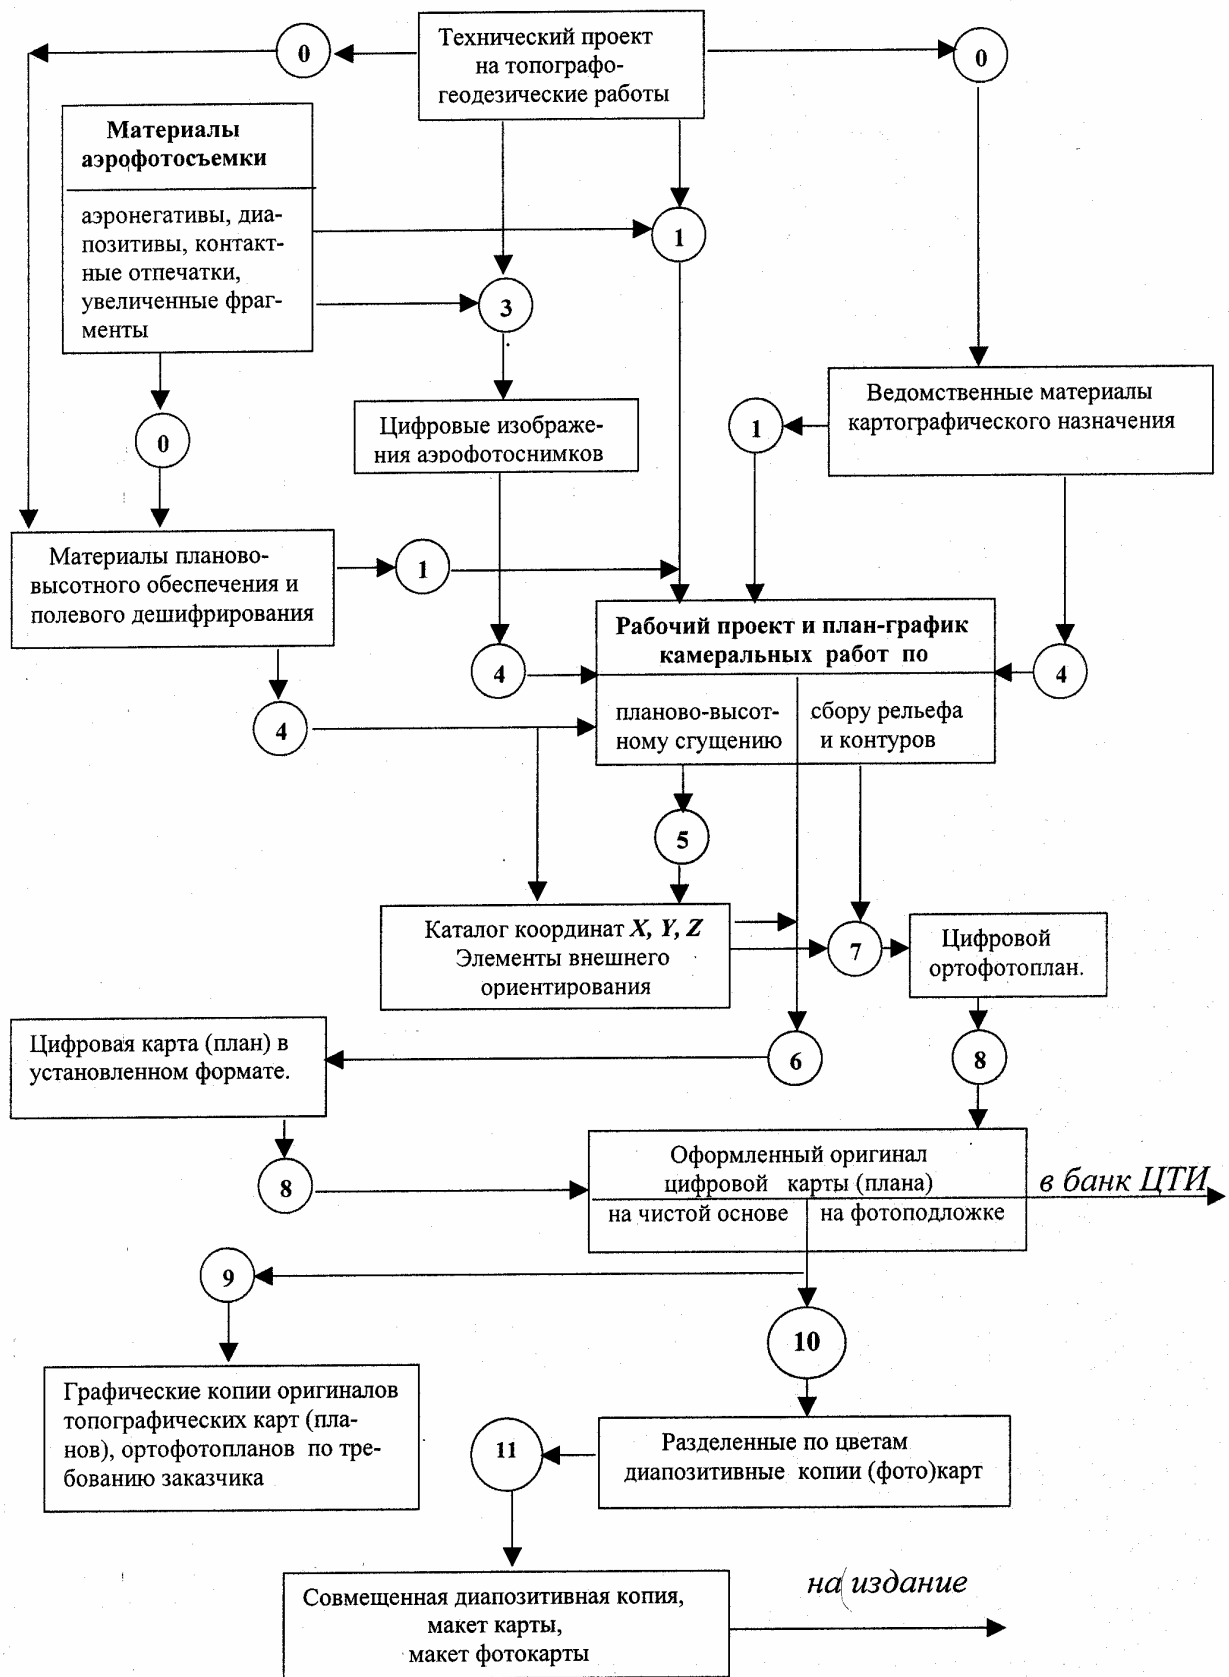 Технический проект
на топографо-
геодезические работы
0
0
Материалы
аэрофотосъемки
аэронегативы, диа-
позитивы, контакт-
ные отпечатки,
увеличенные фраг-
менты
1
3
0
Цифровые изображе-
ния аэрофотоснимков
1
Ведомственные материалы
картографического назначения
Материалы планово-
высотного обеспечения и
полевого дешифрирования
1
4
4
4
Рабочий проект и план-график
камеральных работ по
планово-высот-
ному сгущению
сбору рельефа
и контуров
5
Каталог координат X, Y, Z
Элементы внешнего
ориентирования
7
Цифровой
ортофотоплан.
Цифровая карта (план) в
установленном формате.
6
8
8
Оформленный оригинал
цифровой карты (плана)
на чистой основе
на фотоподложке
в банк ЦТИ
9
10
Графические копии оригиналов
топографических карт (пла-
нов), ортофотопланов по тре-
бованию заказчика
11
Разделенные по цветам
диапозитивные копии (фото)карт
Совмещенная диапозитивная копия,
макет карты,
макет фотокарты
на издание